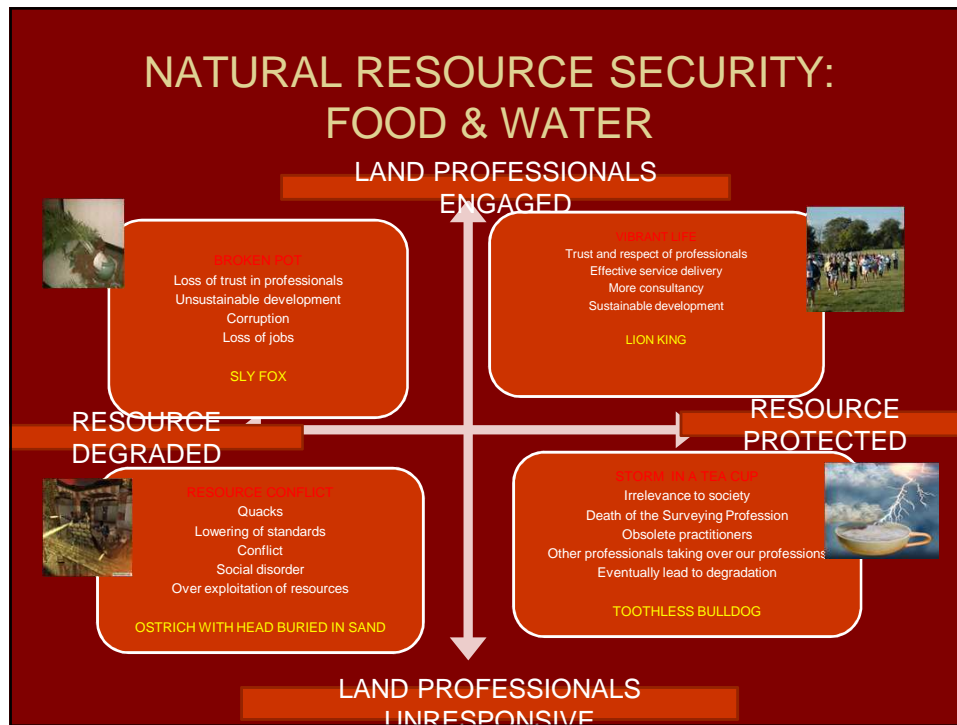 NATURAL RESOURCE SECURITY:
FOOD & WATER
LAND PROFESSIONALS
ENGAGED
BROKEN POT
Loss of trust in professionals
Unsustainable development
Corruption
Loss of jobs
SLY FOX
VIBRANT LIFE
Trust and respect of professionals
Effective service delivery
More consultancy
Sustainable development
LION KING
RESOURCE
DEGRADED
RESOURCE
PROTECTED
RESOURCE CONFLICT
Quacks
Lowering of standards
Conflict
Social disorder
Over exploitation of resources
OSTRICH WITH HEAD BURIED IN SAND
STORM IN A TEA CUP
Irrelevance to society
Death of the Surveying Profession
Obsolete practitioners
Other professionals taking over our professions
Eventually lead to degradation
TOOTHLESS BULLDOG
LAND PROFESSIONALS
UNRESPONSIVE